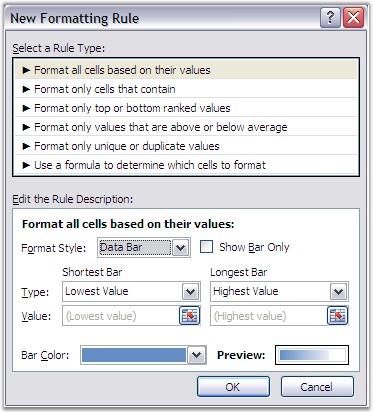 New Formatting Rule
Select a Rule Type:
► Format all cells based on their values
► Format only cells that contain
► Format only top or bottom ranked values
► Format only values that are above or below average
► Format only unique or duplicate values
► Use a formula to determine which cells to format
Edit the Rule Description:
Format all cells based on their values:
Format Style: Data Bar Show Bar Only
Shortest Bar Longest Bar
Type: Lowest Value Highest Value
Value: (Lowest value) (Highest value)
Bar Color: Preview:
OK Cancel